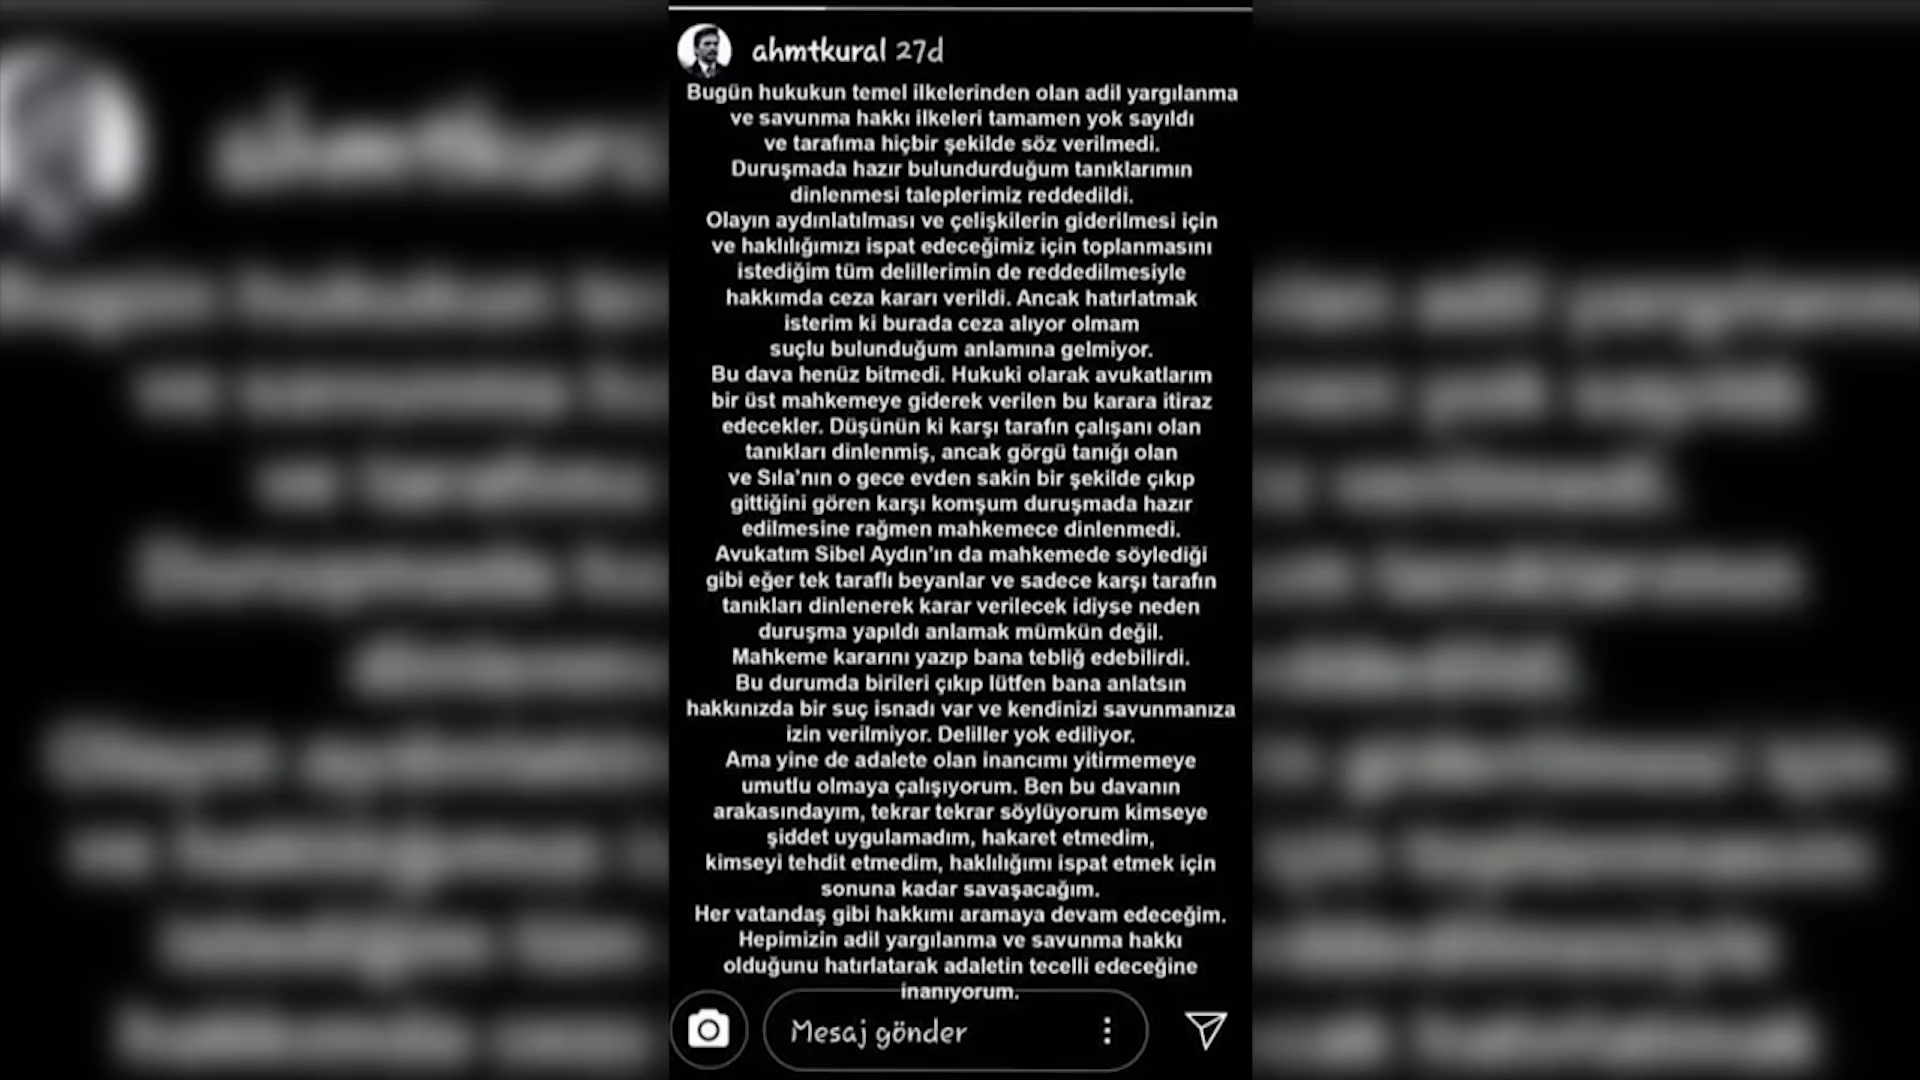 ahmtkural 27d
Bugün hukukun temel ilkelerinden olan adil yargılanma
ve savunma hakkı ilkeleri tamamen yok sayıldı
ve tarafıma hiçbir şekilde söz verilmedi.
Duruşmada hazır bulundurduğum tanıklarımın
dinlenmesi taleplerimiz reddedildi.
Olayın aydınlatılması ve çelişkilerin giderilmesi için
ve haklılığımızı ispat edeceğimiz için toplanmasını
istediğim tüm delillerimin de reddedilmesiyle
hakkımda ceza kararı verildi. Ancak hatırlatmak
isterim ki burada ceza alıyor olmam
suçlu bulunduğum anlamına gelmiyor.
Bu dava henüz bitmedi. Hukuki olarak avukatlarım
bir üst mahkemeye giderek verilen bu karara itiraz
edecekler. Düşünün ki karşı tarafın çalışanı olan
tanıkları dinlenmiş, ancak görgü tanığı olan
ve Sıla'nın o gece evden sakin bir şekilde çıkıp
gittiğini gören karşı komşum duruşmada hazır
edilmesine rağmen mahkemece dinlenmedi.
Avukatım Sibel Aydın'ın da mahkemede söylediği
gibi eğer tek taraflı beyanlar ve sadece karşı tarafın
tanıkları dinlenerek karar verilecek idiyse neden
duruşma yapıldı anlamak mümkün değil.
Mahkeme kararını yazıp bana tebliğ edebilirdi.
Bu durumda birileri çıkıp lütfen bana anlatsın
hakkınızda bir suç isnadı var ve kendinizi savunmanıza
izin verilmiyor. Deliller yok ediliyor.
Ama yine de adalete olan inancımı yitirmemeye
umutlu olmaya çalışıyorum. Ben bu davanın
arakasındayım, tekrar tekrar söylüyorum kimseye
şiddet uygulamadım, hakaret etmedim,
kimseyi tehdit etmedim, haklılığımı ispat etmek için
sonuna kadar savaşacağım.
Her vatandaş gibi hakkımı aramaya devam edeceğim.
Hepimizin adil yargılanma ve savunma hakkı
olduğunu hatırlatarak adaletin tecelli edeceğine
inanıyorum.
Mesaj gönder